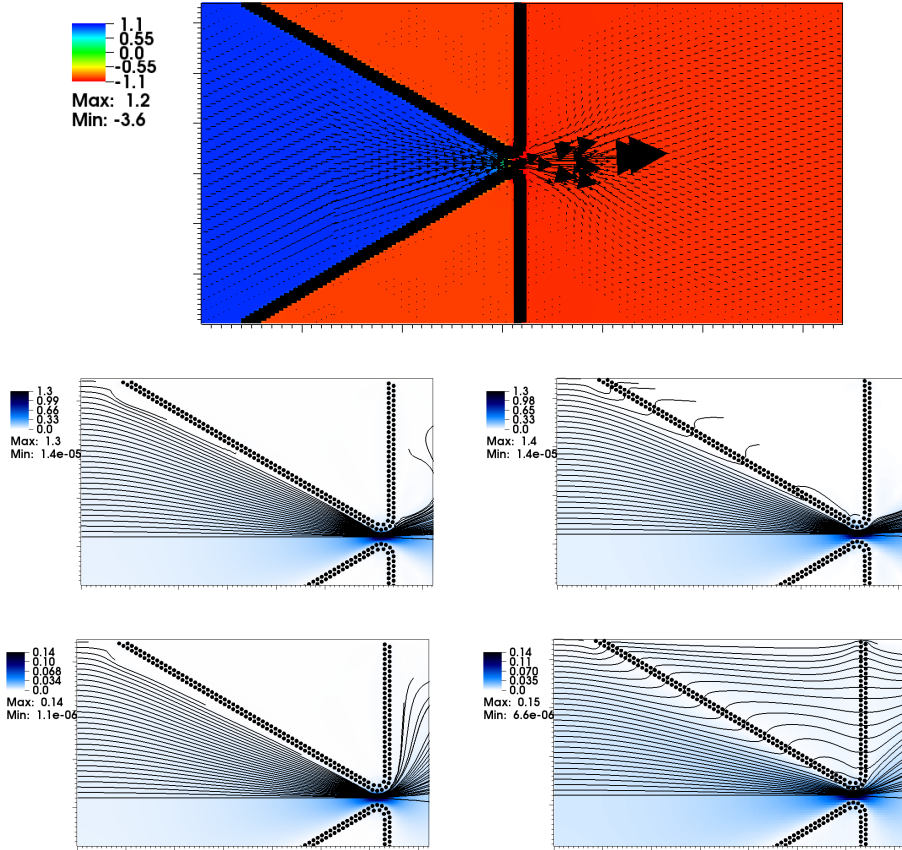 1.1
0.55
0.0
-0.55
-1.1
Max: 1.2
Min: -3.6
1.3
0.99
0.66
0.33
0.0
Max: 1.3
Min: 1.4e-05
1.3
0.98
0.65
0.33
0.0
Max: 1.4
Min: 1.4e-05
0.14
0.10
0.068
0.034
0.0
Max: 0.14
Min: 1.1e-06
0.14
0.11
0.070
0.035
0.0
Max: 0.15
Min: 6.6e-06